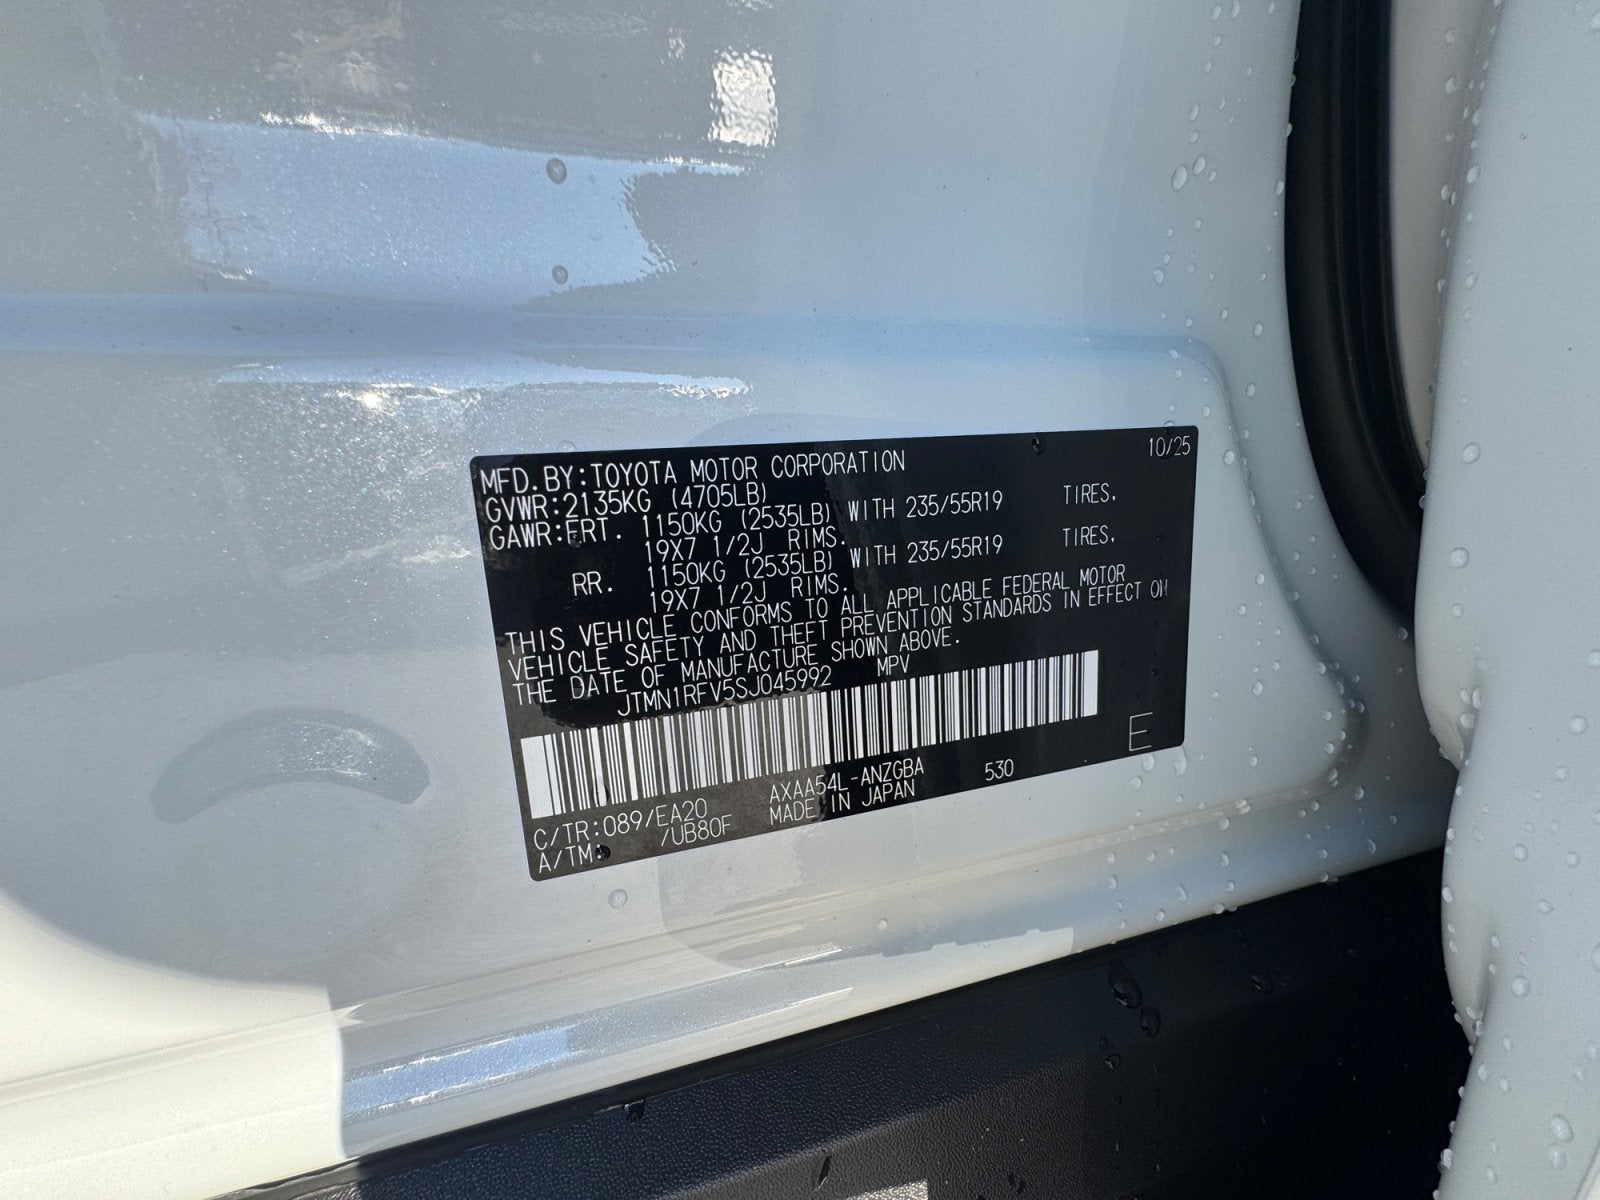 10/25
MFD. BY: TOYOTA MOTOR CORPORATION
GVWR: 2135KG (4705LB)
GAWR: FRT. 1150KG (2535LB) WITH 235/55R19 TIRES.
19X7 1/2J RIMS.
RR. 1150KG (2535LB) WITH 235/55R19 TIRES.
19X7 1/2J RIMS.
THIS VEHICLE CONFORMS TO ALL APPLICABLE FEDERAL MOTOR
VEHICLE SAFETY AND THEFT PREVENTION STANDARDS IN EFFECT ON
THE DATE OF MANUFACTURE SHOWN ABOVE.
JTMN1RFV5SJ045992 MPV
E
C/TR: 089/EA20 AXAA54L-ANZGBA 530
A/TM: /UB80F MADE IN JAPAN